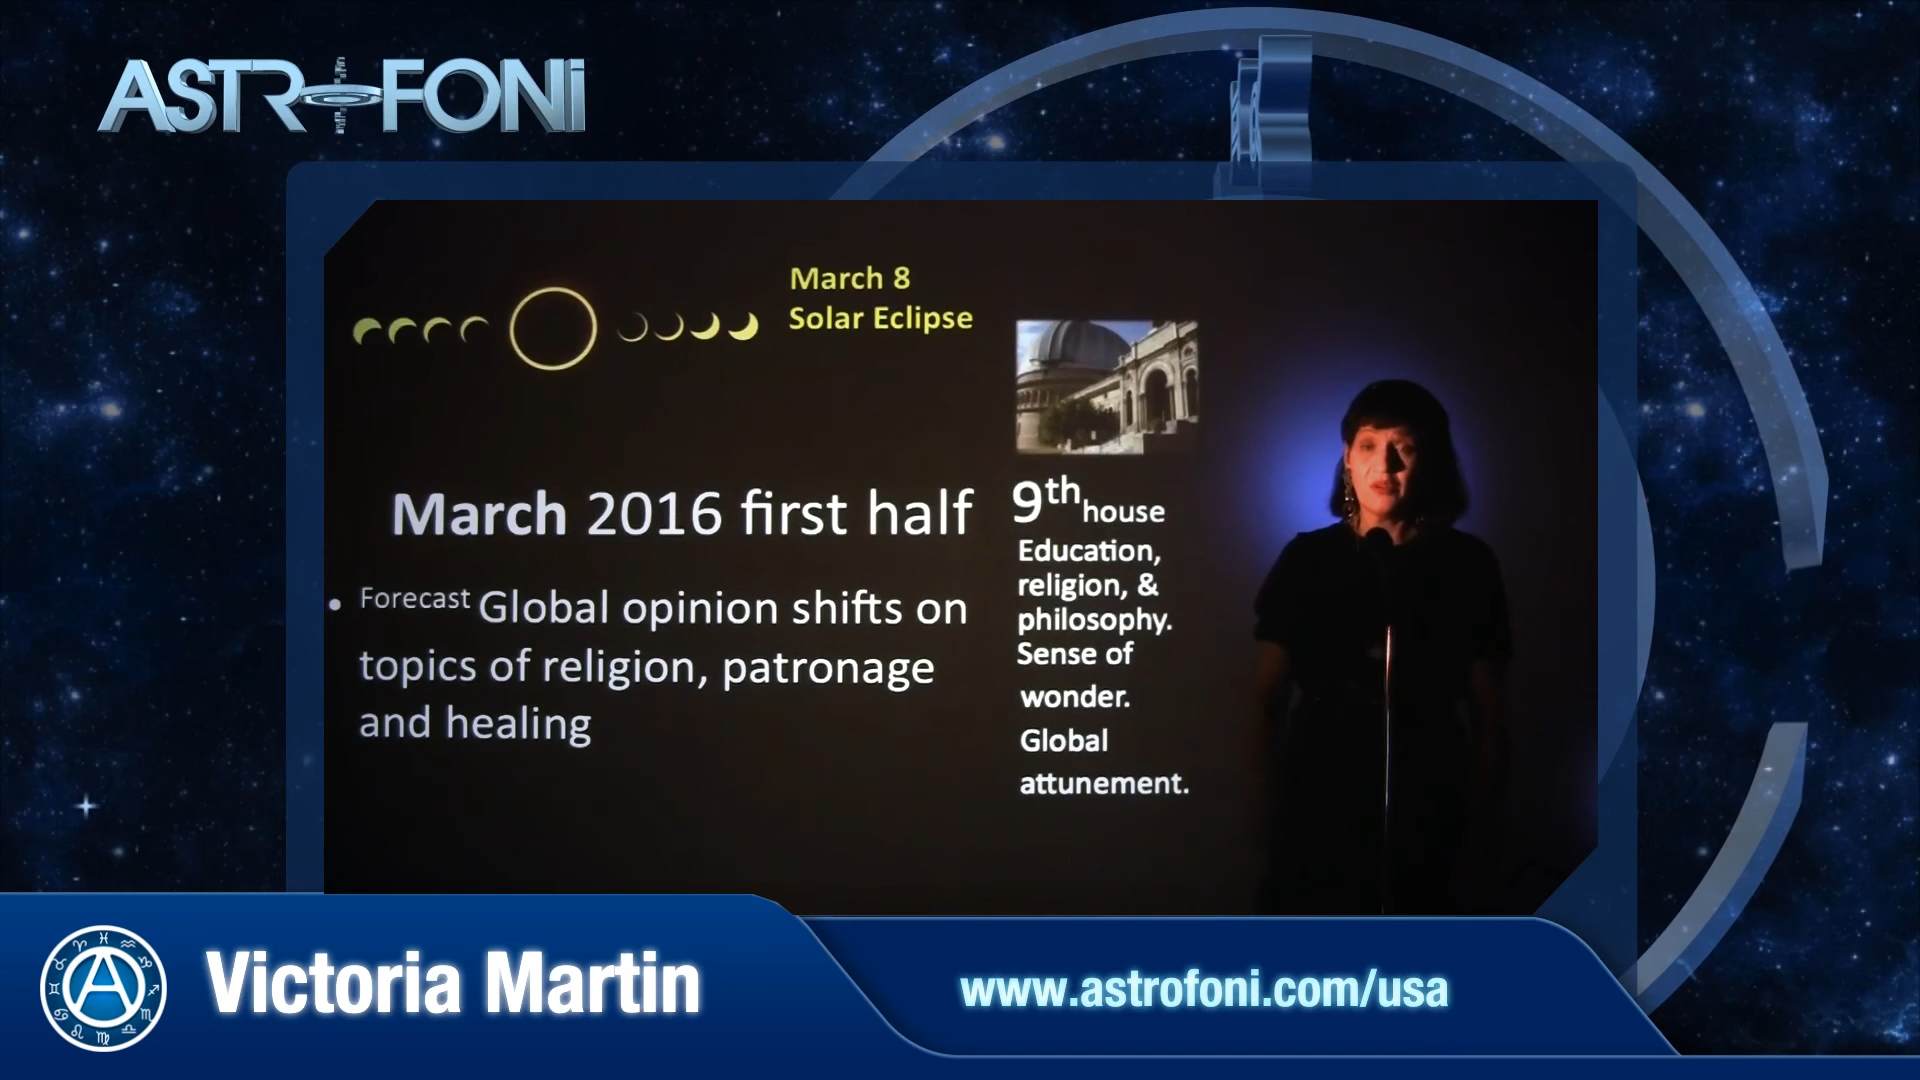 ASTROFONi
March 8
Solar Eclipse
March 2016 first half
• Forecast Global opinion shifts on
topics of religion, patronage
and healing
9th house
Education,
religion, &
philosophy.
Sense of
wonder.
Global
attunement.
Victoria Martin
www.astrofoni.com/usa